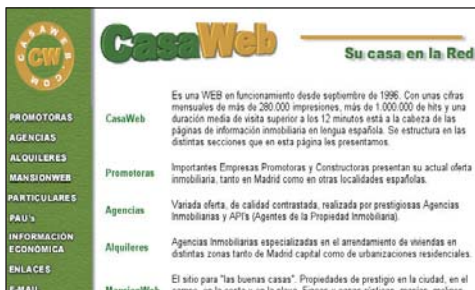 CASAWEB.COM
CW
CasaWeb
Su casa en la Red
PROMOTORAS
AGENCIAS
ALQUILERES
MANSIONWEB
PARTICULARES
PAU's
INFORMACIÓN
ECONÓMICA
ENLACES
E-MAIL
CasaWeb
Es una WEB en funcionamiento desde septiembre de 1996. Con unas cifras
mensuales de más de 280.000 impresiones, más de 1.000.000 de hits y una
duración media de visita superior a los 12 minutos está a la cabeza de las
páginas de información inmobiliaria en lengua española. Se estructura en las
distintas secciones que en esta página les presentamos.
Promotoras
Importantes Empresas Promotoras y Constructoras presentan su actual oferta
inmobiliaria, tanto en Madrid como en otras localidades españolas.
Agencias
Variada oferta, de calidad contrastada, realizada por prestigiosas Agencias
Inmobiliarias y API's (Agentes de la Propiedad Inmobiliaria).
Alquileres
Agencias Inmobiliarias especializadas en el arrendamiento de viviendas en
distintas zonas tanto de Madrid capital como de urbanizaciones residenciales.
MansionWeb
El sitio para "las buenas casas". Propiedades de prestigio en la ciudad, en el